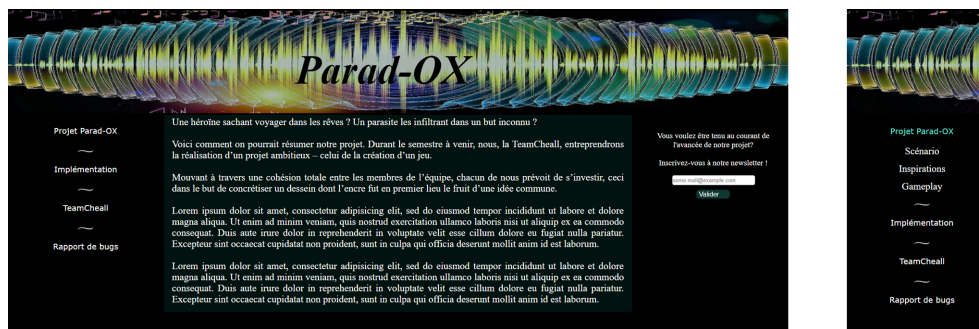 Parad-OX
Projet Parad-OX
Implémentation
TeamCheall
Rapport de bugs
Une héroïne sachant voyager dans les rêves ? Un parasite les infiltrant dans un but inconnu ?
Voici comment on pourrait résumer notre projet. Durant le semestre à venir, nous, la TeamCheall, entreprendrons
la réalisation d’un projet ambitieux – celui de la création d’un jeu.
Mouvant à travers une cohésion totale entre les membres de l’équipe, chacun de nous prévoit de s’investir, ceci
dans le but de concrétiser un dessein dont l’encre fut en premier lieu le fruit d’une idée commune.
Lorem ipsum dolor sit amet, consectetur adipisicing elit, sed do eiusmod tempor incididunt ut labore et dolore
magna aliqua. Ut enim ad minim veniam, quis nostrud exercitation ullamco laboris nisi ut aliquip ex ea commodo
consequat. Duis aute irure dolor in reprehenderit in voluptate velit esse cillum dolore eu fugiat nulla pariatur.
Excepteur sint occaecat cupidatat non proident, sunt in culpa qui officia deserunt mollit anim id est laborum.
Lorem ipsum dolor sit amet, consectetur adipisicing elit, sed do eiusmod tempor incididunt ut labore et dolore
magna aliqua. Ut enim ad minim veniam, quis nostrud exercitation ullamco laboris nisi ut aliquip ex ea commodo
consequat. Duis aute irure dolor in reprehenderit in voluptate velit esse cillum dolore eu fugiat nulla pariatur.
Excepteur sint occaecat cupidatat non proident, sunt in culpa qui officia deserunt mollit anim id est laborum.
Vous voulez être tenu au courant de
l'avancée de notre projet?
Inscrivez-vous à notre newsletter !
name.mail@example.com
Valider
Projet Parad-OX
Scénario
Inspirations
Gameplay
Implémentation
TeamCheall
Rapport de bugs